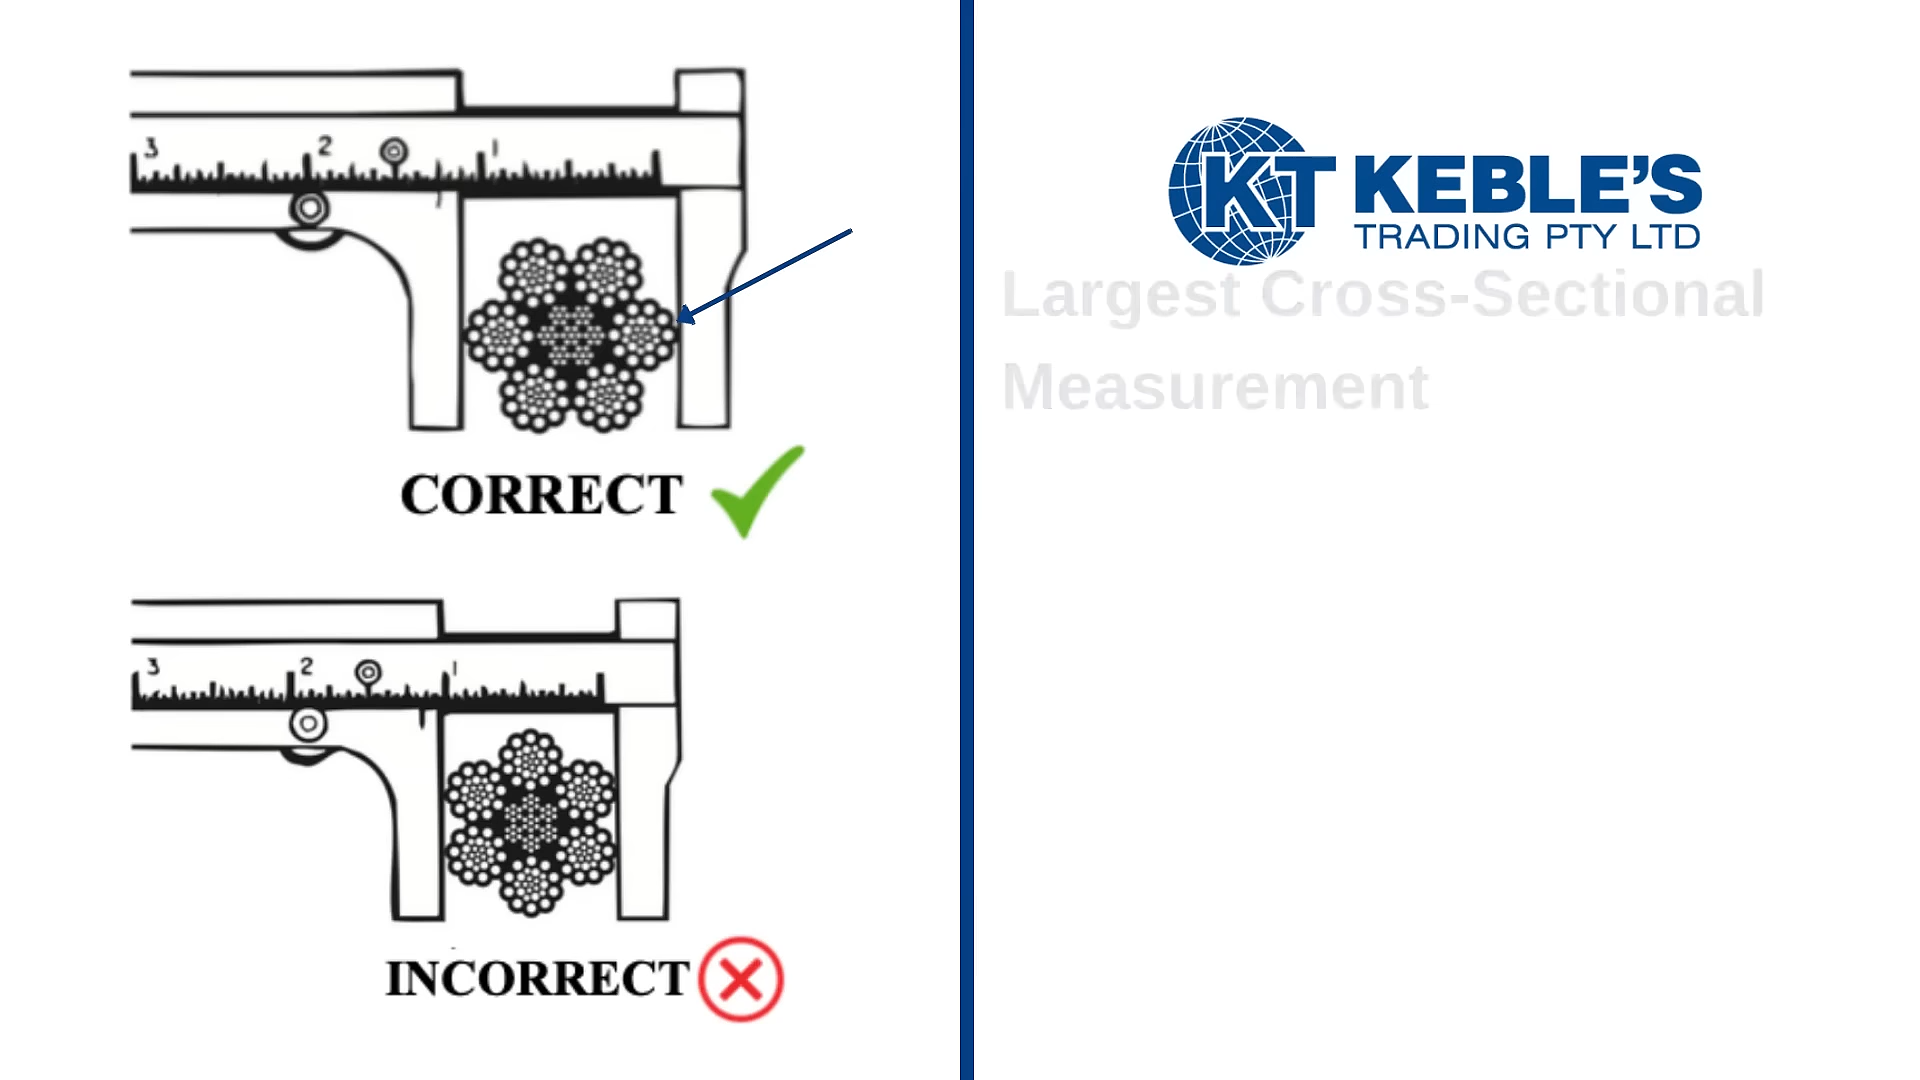 3 2 1
CORRECT
3 2 1
INCORRECT
KT KEBLE'S
TRADING PTY LTD
Largest Cross-Sectional
Measurement